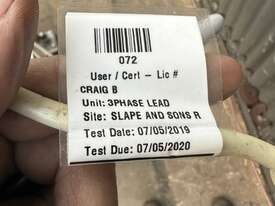 072
User / Cert - Lic #
CRAIG B
Unit: 3PHASE LEAD
Site: SLAPE AND SONS R
Test Date: 07/05/2019
Test Due: 07/05/2020